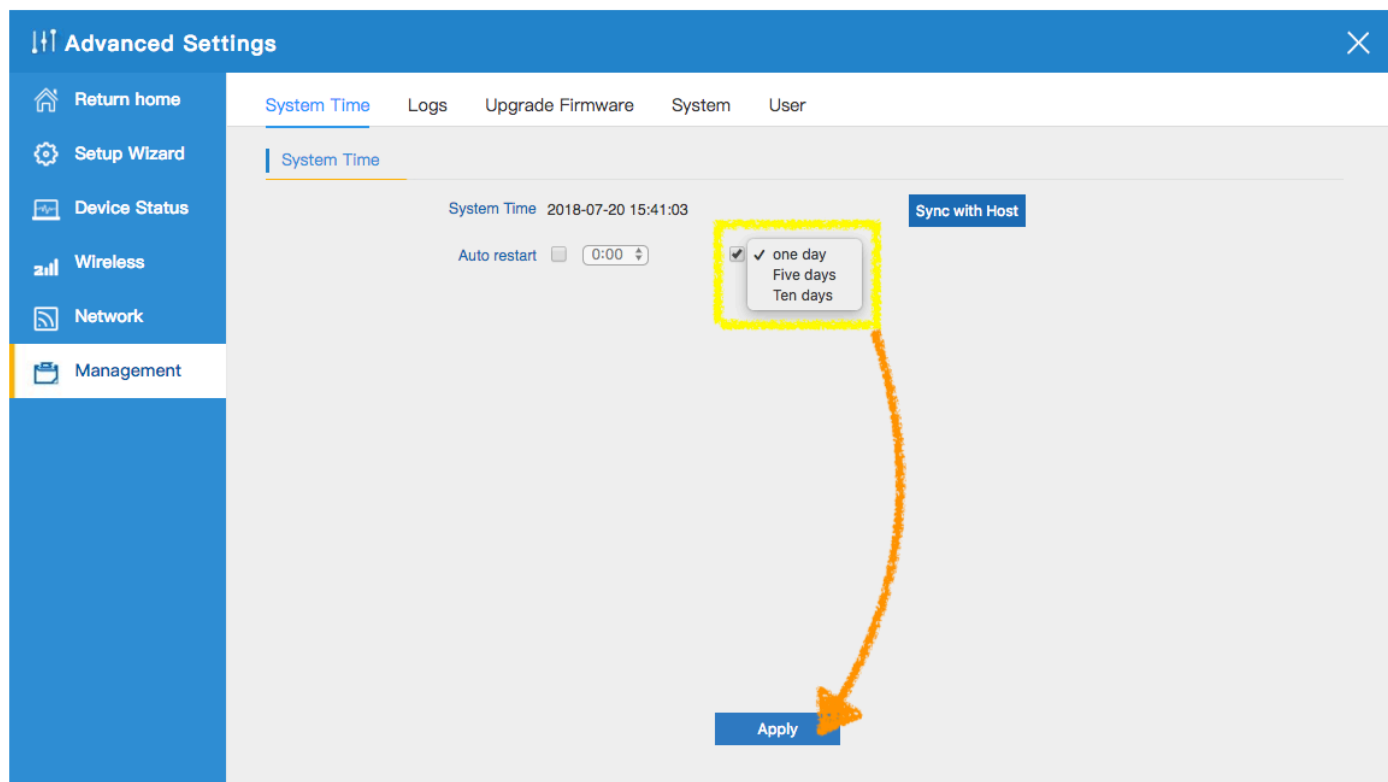 Advanced Settings
Return home
Setup Wizard
Device Status
Wireless
Network
Management
System Time Logs Upgrade Firmware System User
System Time
System Time 2018-07-20 15:41:03 Sync with Host
Auto restart 0:00 one day
Five days
Ten days
Apply